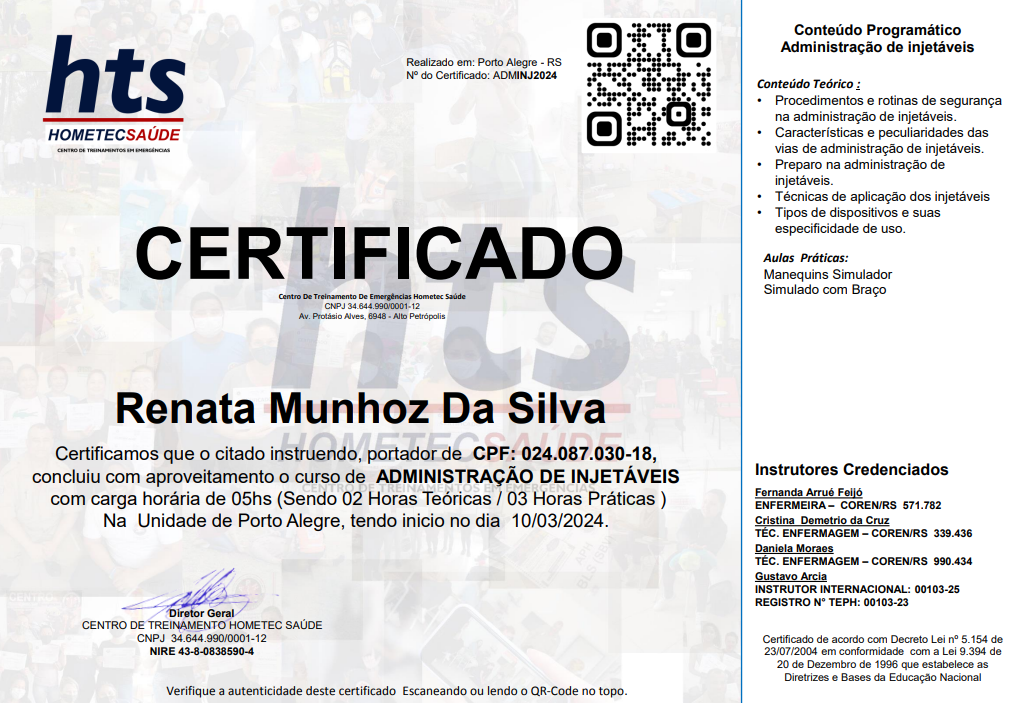 hts
HOMETECSAÚDE
CENTRO DE TREINAMENTOS EM EMERGÊNCIAS
Realizado em: Porto Alegre - RS
Nº do Certificado: ADMINJ2024
CERTIFICADO
Centro De Treinamento De Emergências Hometec Saúde
CNPJ 34.644.990/0001-12
Av. Protásio Alves, 6948 - Alto Petrópolis
hts
HOMETECSAÚDE
CENTRO DE TREINAMENTOS EM EMERGÊNCIAS
Renata Munhoz Da Silva
Certificamos que o citado instruendo, portador de CPF: 024.087.030-18,
concluiu com aproveitamento o curso de ADMINISTRAÇÃO DE INJETÁVEIS
com carga horária de 05hs (Sendo 02 Horas Teóricas / 03 Horas Práticas )
Na Unidade de Porto Alegre, tendo inicio no dia 10/03/2024.
Diretor Geral
CENTRO DE TREINAMENTO HOMETEC SAÚDE
CNPJ 34.644.990/0001-12
NIRE 43-8-0838590-4
Verifique a autenticidade deste certificado Escaneando ou lendo o QR-Code no topo.
Conteúdo Programático
Administração de injetáveis
Conteúdo Teórico :
• Procedimentos e rotinas de segurança
na administração de injetáveis.
• Características e peculiaridades das
vias de administração de injetáveis.
• Preparo na administração de
injetáveis.
• Técnicas de aplicação dos injetáveis
• Tipos de dispositivos e suas
especificidade de uso.
Aulas Práticas:
Manequins Simulador
Simulado com Braço
Instrutores Credenciados
Fernanda Arrué Feijó
ENFERMEIRA – COREN/RS 571.782
Cristina Demetrio da Cruz
TÉC. ENFERMAGEM – COREN/RS 339.436
Daniela Moraes
TÉC. ENFERMAGEM – COREN/RS 990.434
Gustavo Arcia
INSTRUTOR INTERNACIONAL: 00103-25
REGISTRO N° TEPH: 00103-23
Certificado de acordo com Decreto Lei nº 5.154 de
23/07/2004 em conformidade com a Lei 9.394 de
20 de Dezembro de 1996 que estabelece as
Diretrizes e Bases da Educação Nacional